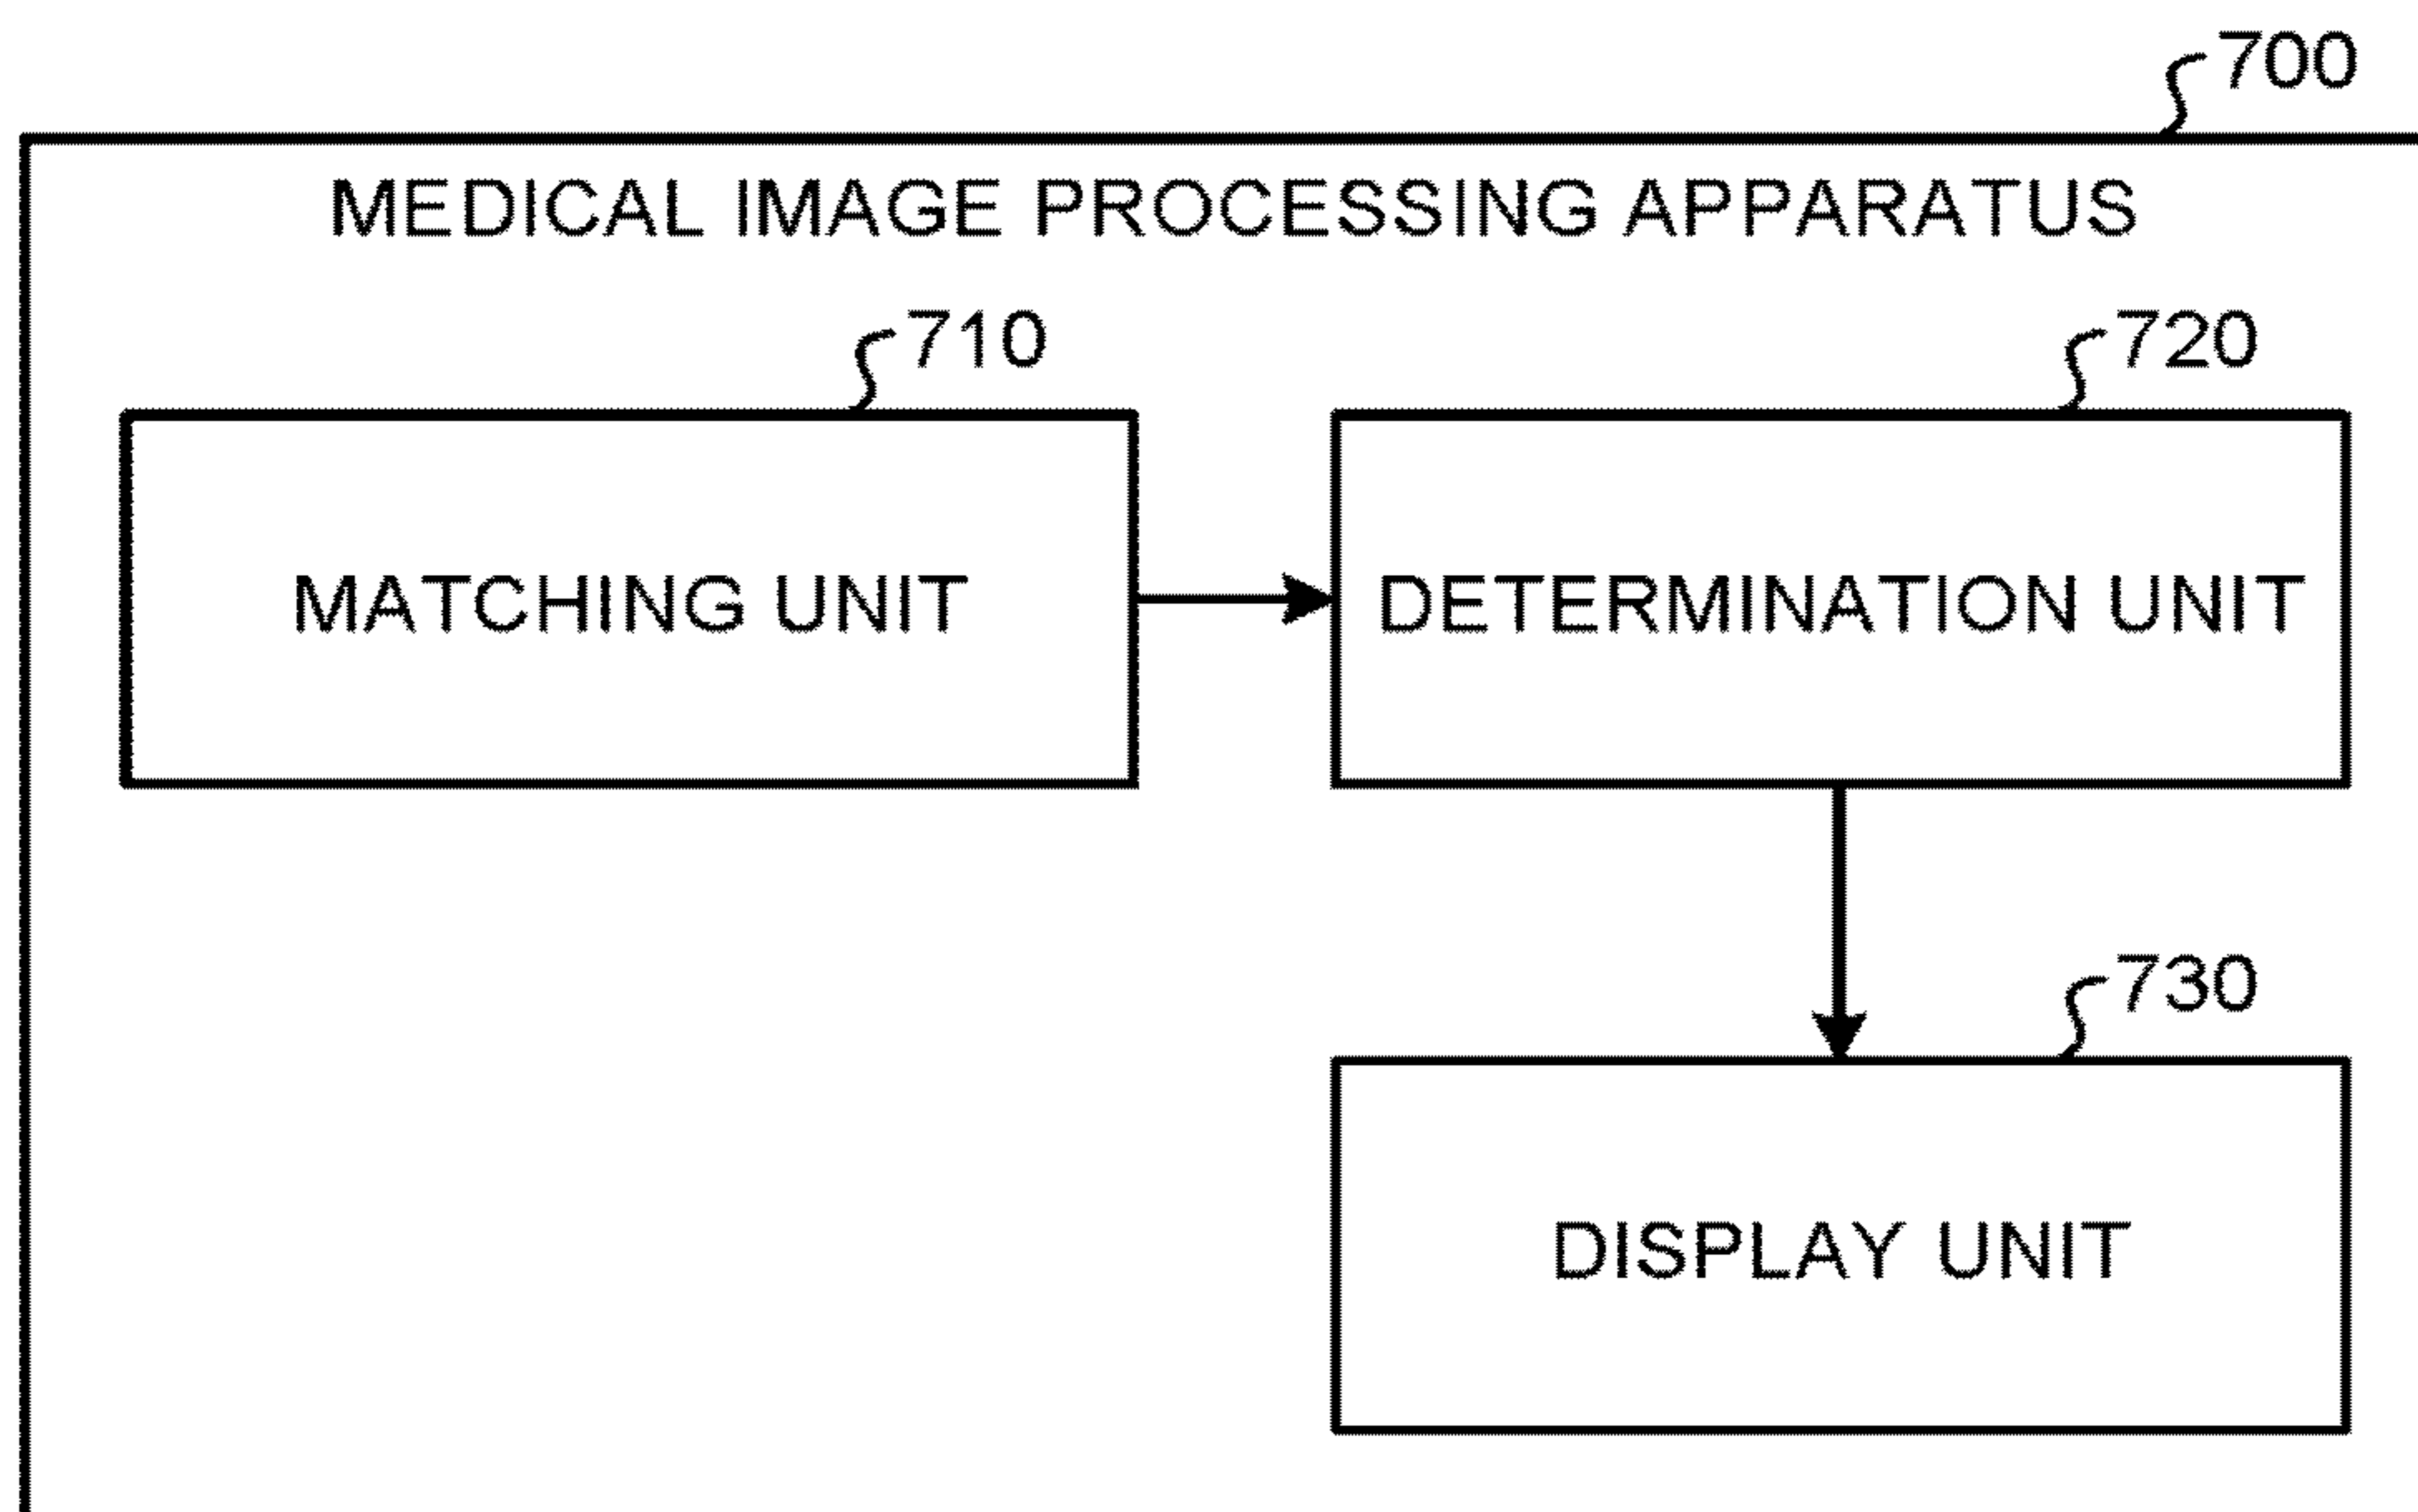 700
MEDICAL IMAGE PROCESSING APPARATUS
710
720
MATCHING UNIT
DETERMINATION UNIT
730
DISPLAY UNIT